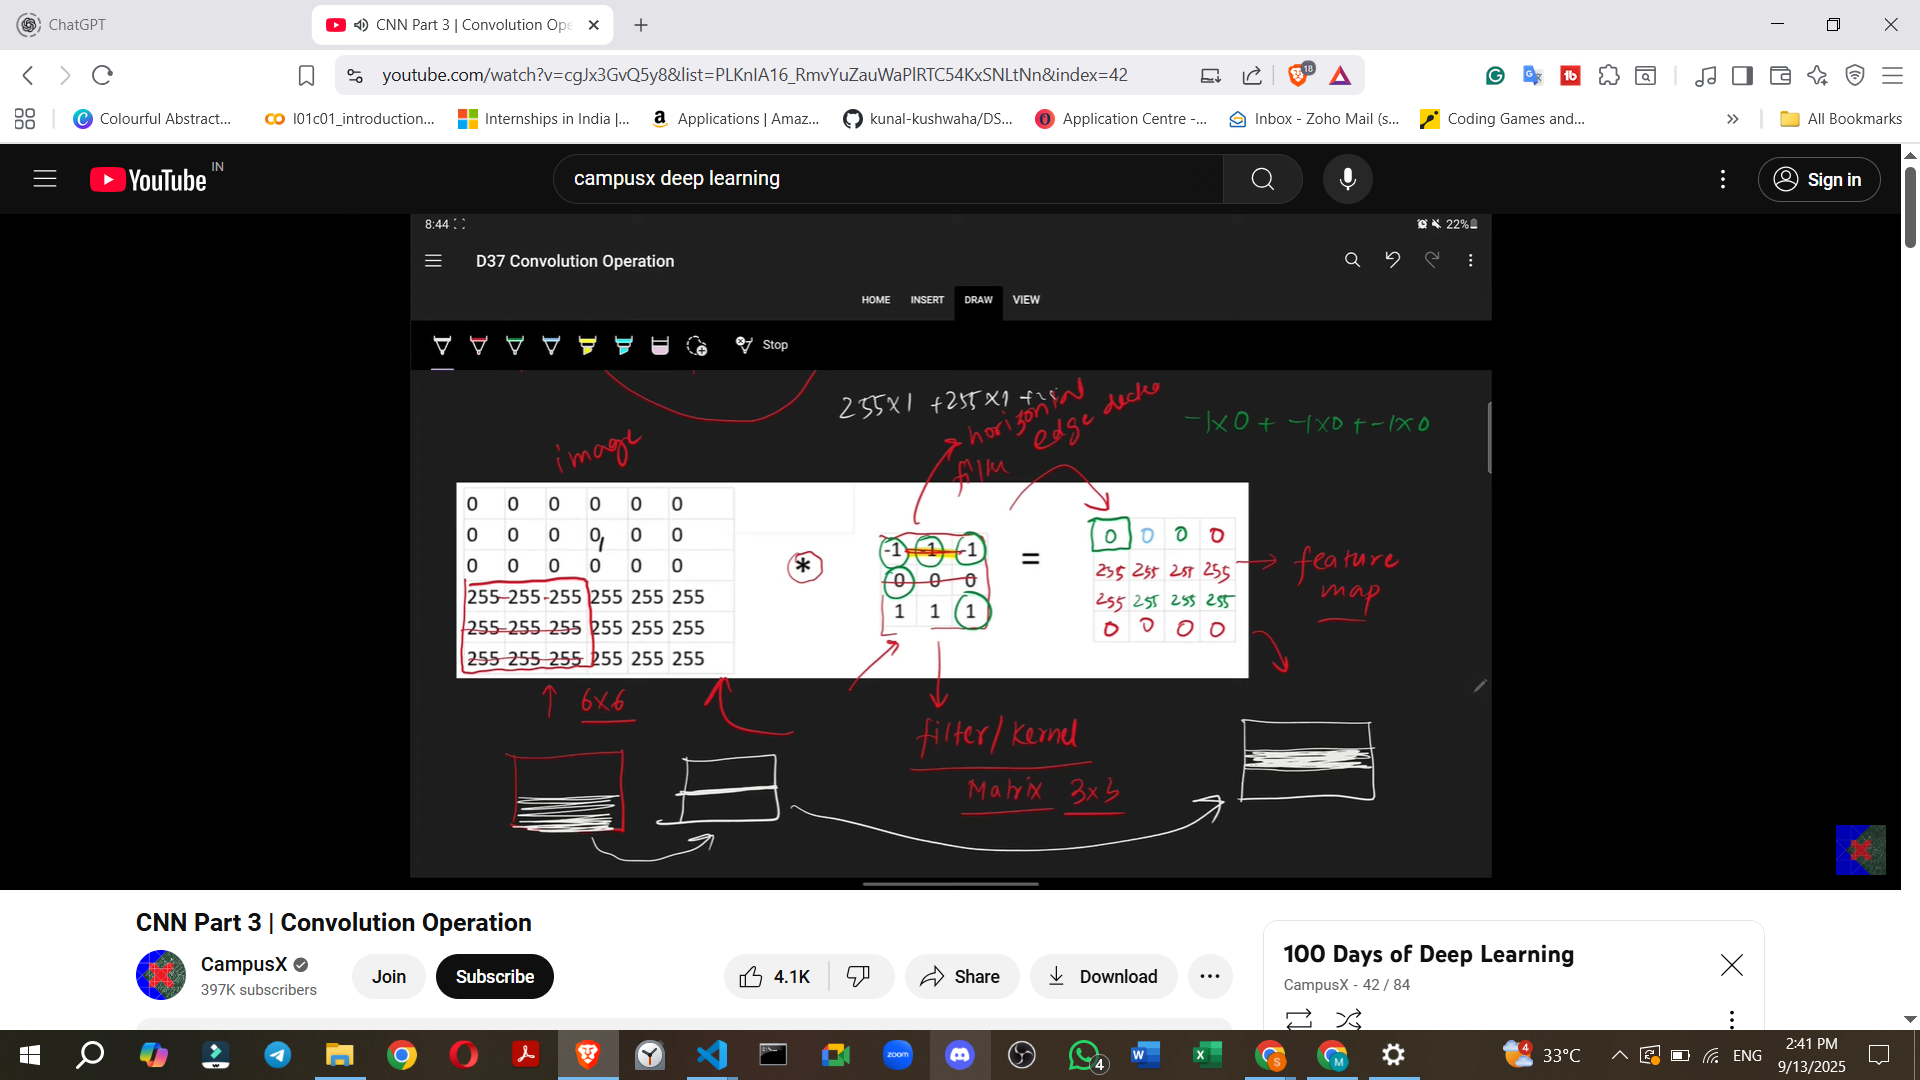 ChatGPT
CNN Part 3 | Convolution Ope
youtube.com/watch?v=cgJx3GvQ5y8&list=PLKnIA16_RmvYuZauWaPlRTC54KxSNLtNn&index=42
18
Colourful Abstract...
l01c01_introduction...
Internships in India |...
Applications | Amaz...
kunal-kushwaha/DS...
Application Centre -...
Inbox - Zoho Mail (s...
Coding Games and...
All Bookmarks
YouTube IN
campusx deep learning
Sign in
8:44
22%
D37 Convolution Operation
HOME INSERT DRAW VIEW
Stop
255x1 +255x1 +25
horizontal
edge
-1x0 + -1x0 + -1x0
image
0 0 0 0 0 0
0 0 0 0 0 0
0 0 0 0 0 0
255 255 255 255 255 255
255 255 255 255 255 255
255 255 255 255 255 255
*
-1 -1 -1
0 0 0
1 1 1
=
0 0 0 0
255 255 255 255
255 255 255 255
0 0 0 0
feature
map
6x6
filter/kernel
Matrix 3x3
CNN Part 3 | Convolution Operation
CampusX
397K subscribers
Join
Subscribe
4.1K
Share
Download
100 Days of Deep Learning
CampusX - 42 / 84
zoom
4
4
33°C
ENG
2:41 PM
9/13/2025